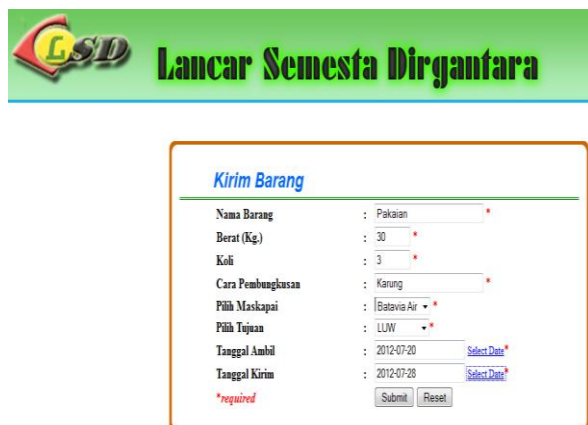 LSD
Lancar Semesta Dirgantara
Kirim Barang
Nama Barang : Pakaian *
Berat (Kg.) : 30 *
Koli : 3 *
Cara Pembungkusan : Karung *
Pilih Maskapai : Batavia Air *
Pilih Tujuan : LUW *
Tanggal Ambil : 2012-07-20 Select Date*
Tanggal Kirim : 2012-07-28 Select Date*
*required Submit Reset